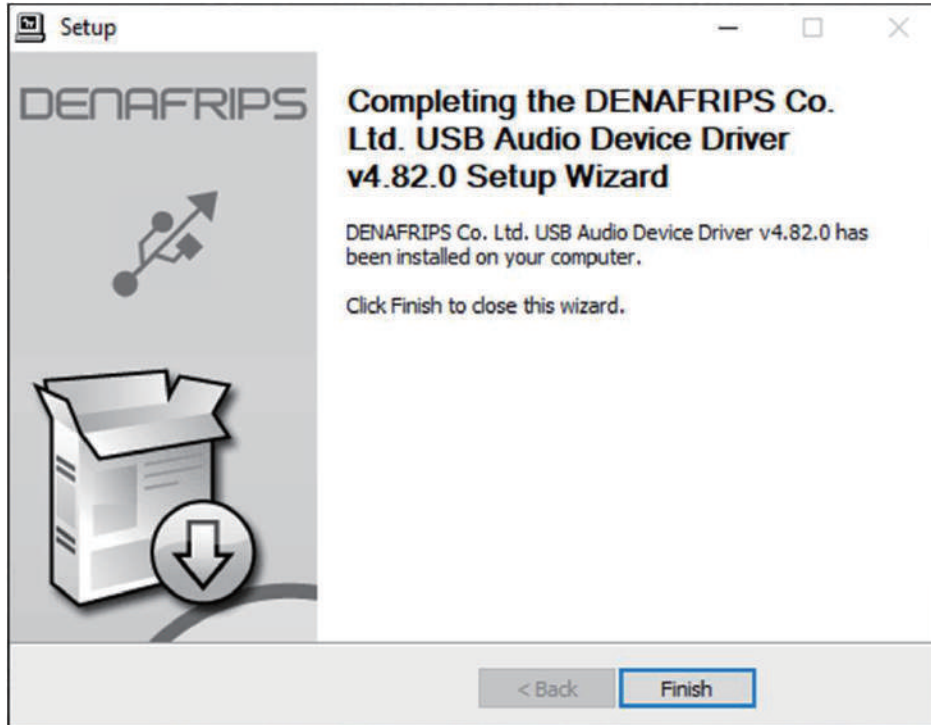 Setup
DENAFRIPS
Completing the DENAFRIPS Co.
Ltd. USB Audio Device Driver
v4.82.0 Setup Wizard
DENAFRIPS Co. Ltd. USB Audio Device Driver v4.82.0 has
been installed on your computer.
Click Finish to close this wizard.
< Back
Finish